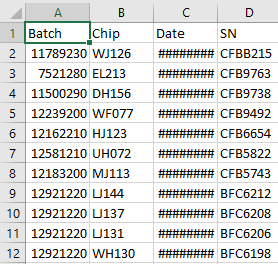 A B C D
1 Batch Chip Date SN
2 11789230 WJ126 ######## CFBB215
3 7521280 EL213 ######## CFB9763
4 11500290 DH156 ######## CFB9738
5 12239200 WF077 ######## CFB9492
6 12162210 HJ123 ######## CFB6654
7 12581210 UH072 ######## CFB5822
8 12183200 MJ113 ######## CFB5743
9 12921220 LJ144 ######## BFC6212
10 12921220 LJ137 ######## BFC6208
11 12921220 LJ131 ######## BFC6206
12 12921220 WH130 ######## BFC6198